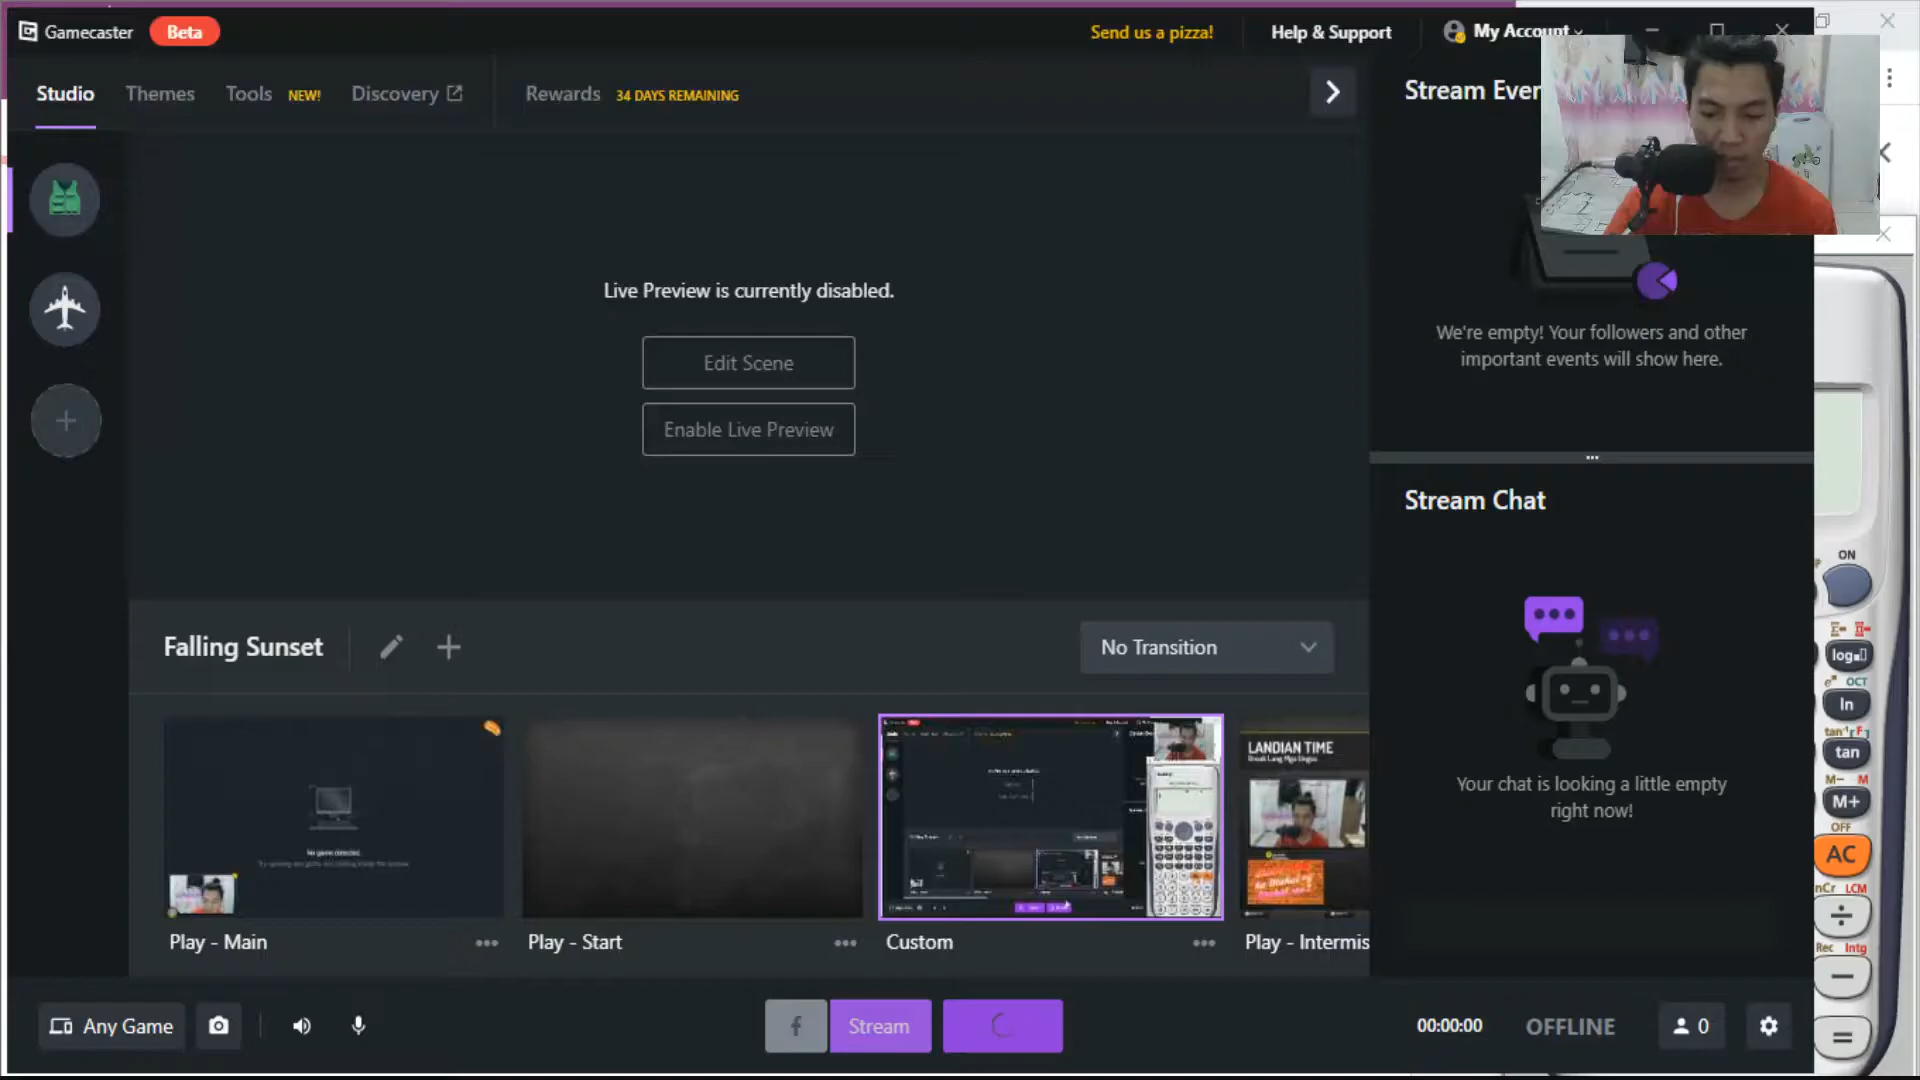 Gamecaster Beta
Send us a pizza!
Help & Support
My Account
Studio
Themes
Tools NEW!
Discovery
Rewards 34 DAYS REMAINING
Stream Even
Live Preview is currently disabled.
Edit Scene
Enable Live Preview
We're empty! Your followers and other
important events will show here.
Stream Chat
Your chat is looking a little empty
right now!
Falling Sunset
No Transition
No game detected.
LANDIAN TIME
Play - Main
Play - Start
Custom
Play - Intermis
Any Game
Stream
00:00:00
OFFLINE
0
ON
log
OCT
ln
tan
M-
M
M+
OFF
AC
nCr LCM
÷
Rec Intg
−
=